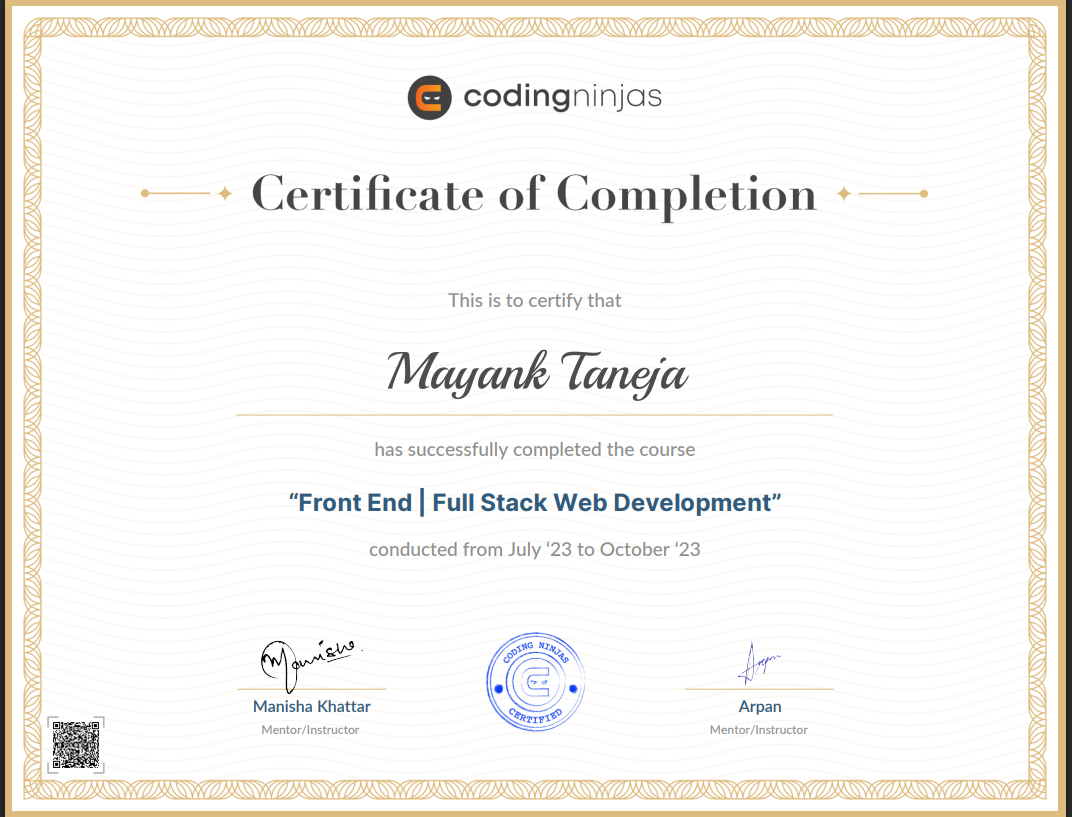 codingninjas
Certificate of Completion
This is to certify that
Mayank Taneja
has successfully completed the course
“Front End | Full Stack Web Development”
conducted from July ‘23 to October ‘23
Manisha
Arpan
CODING NINJAS
CERTIFIED
Manisha Khattar
Arpan
Mentor/Instructor
Mentor/Instructor